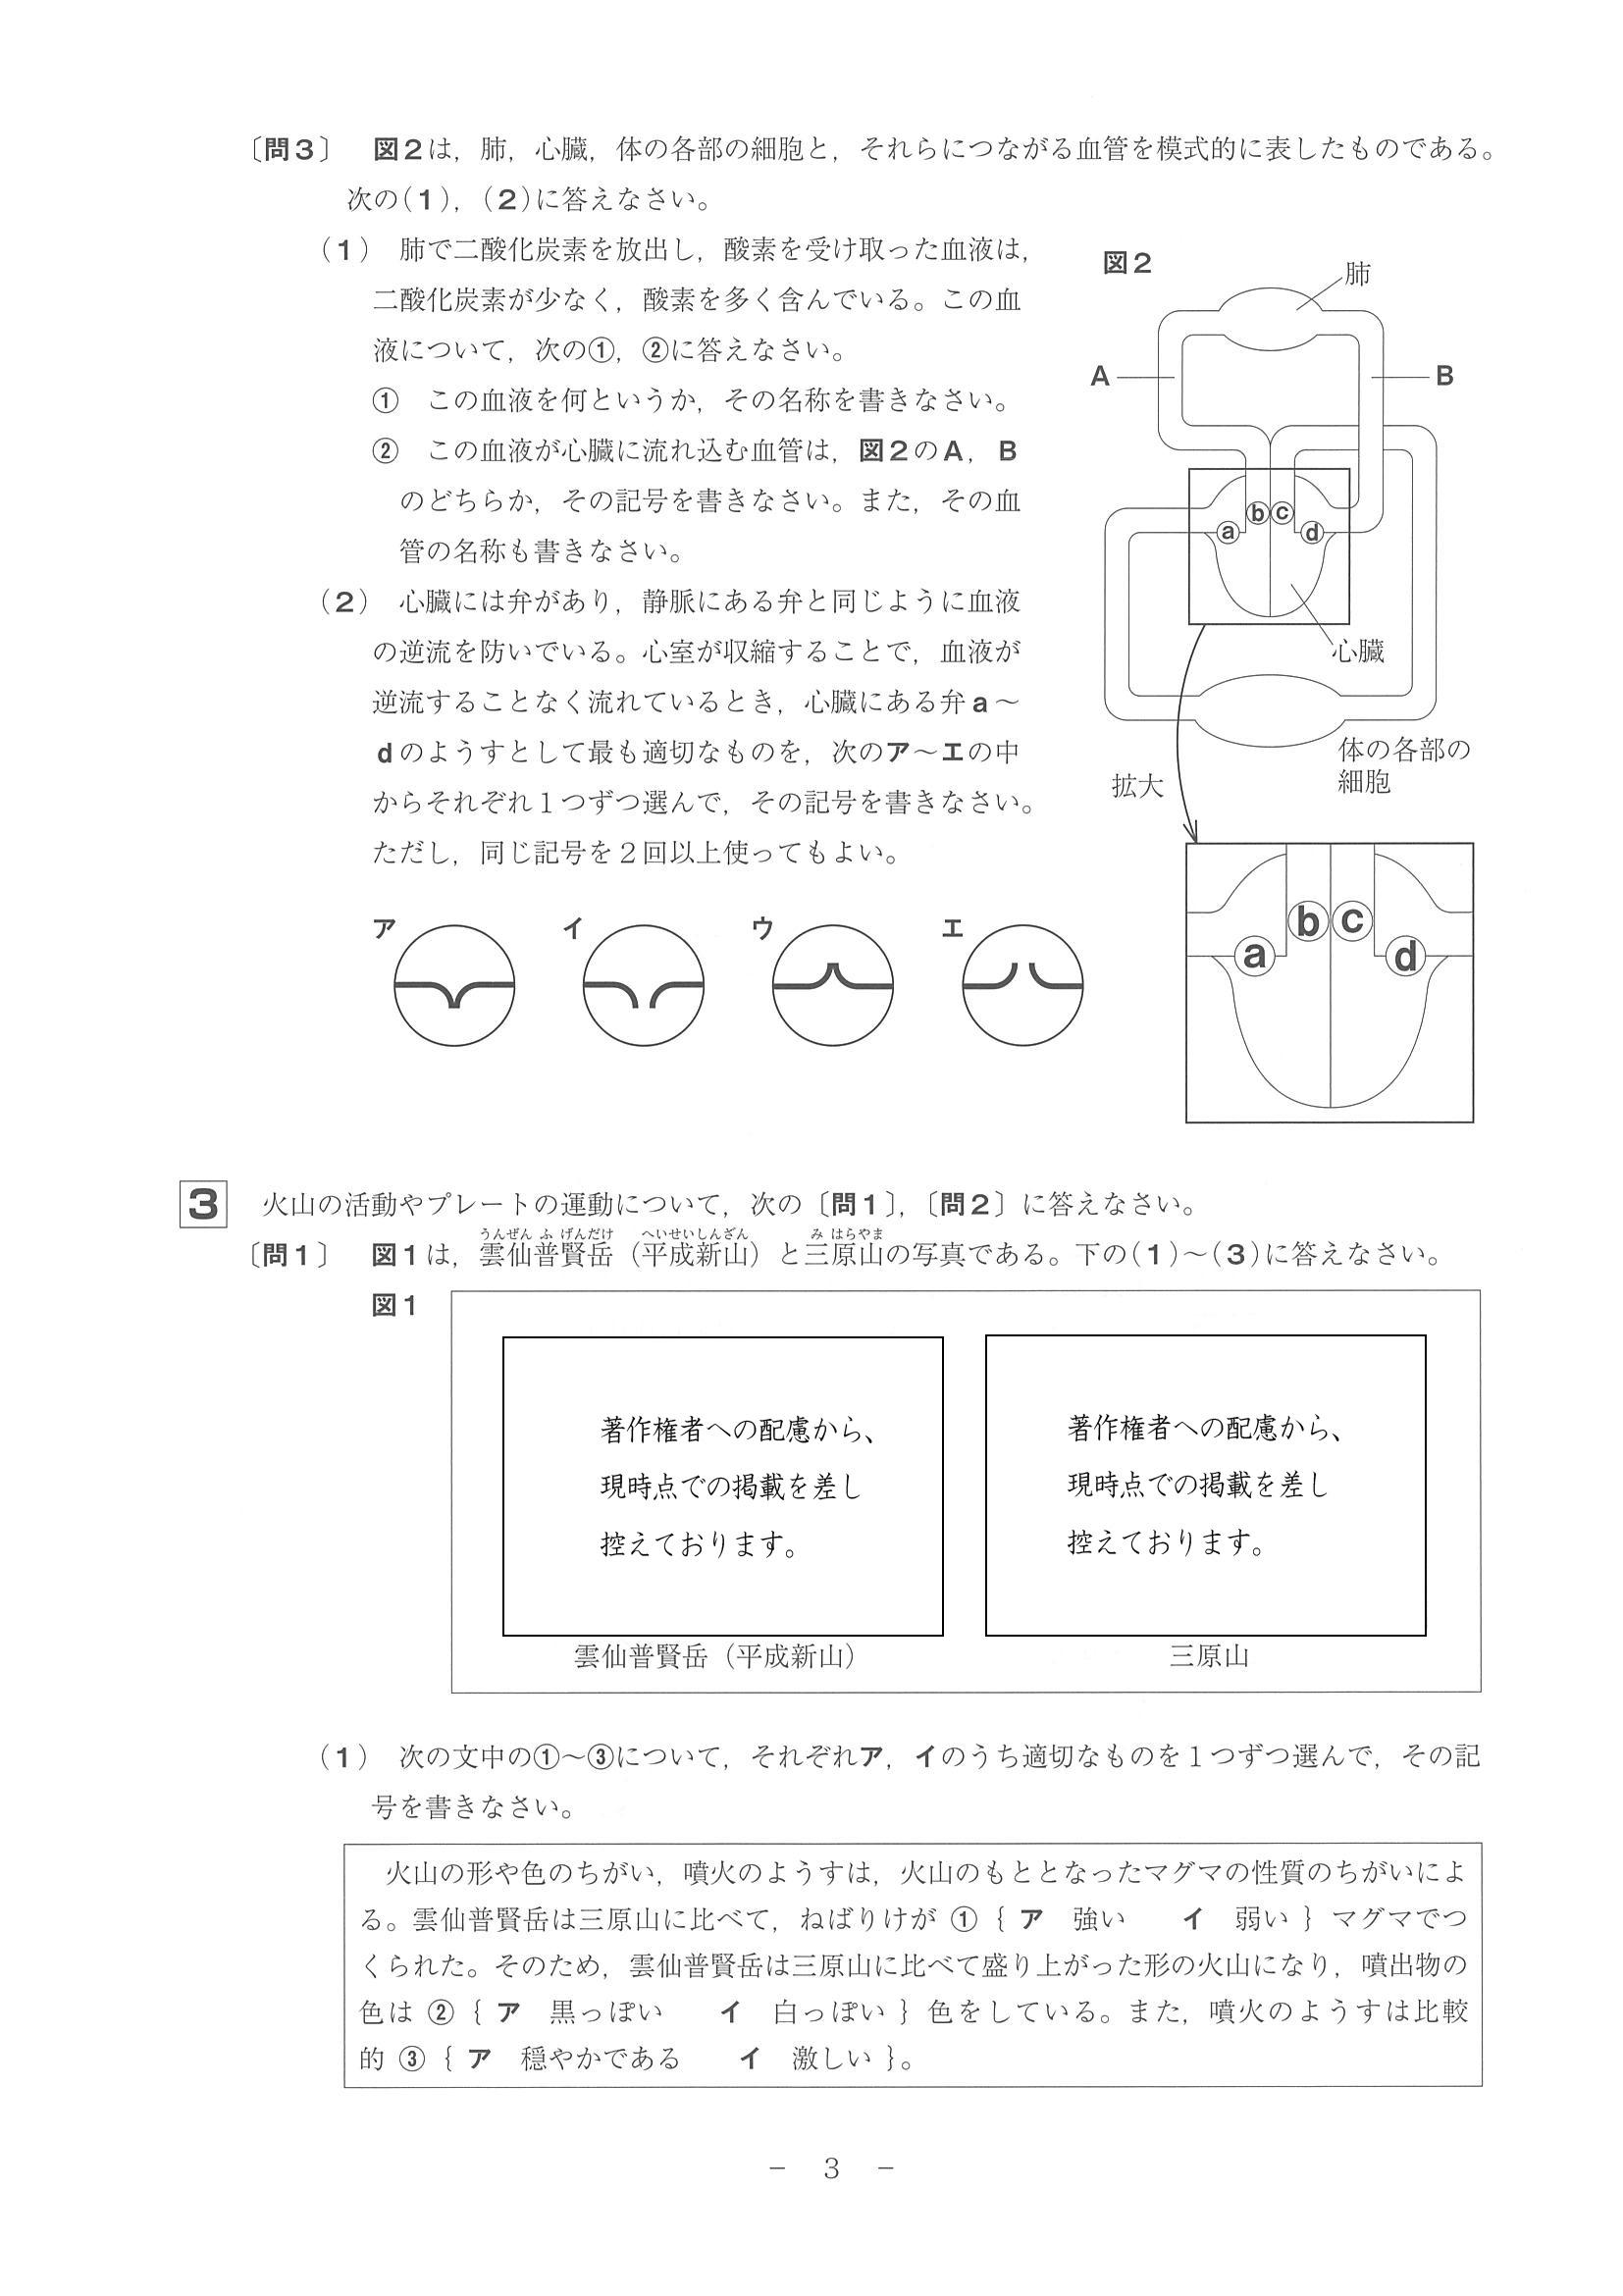 〔問３〕　図２は，肺，心臓，体の各部の細胞と，それらにつながる血管を模式的に表したものである。
次の(１)，(２)に答えなさい。
(１)　肺で二酸化炭素を放出し，酸素を受け取った血液は，
二酸化炭素が少なく，酸素を多く含んでいる。この血
液について，次の①，②に答えなさい。
①　この血液を何というか，その名称を書きなさい。
②　この血液が心臓に流れ込む血管は，図２のＡ，Ｂ
のどちらか，その記号を書きなさい。また，その血
管の名称も書きなさい。
(２)　心臓には弁があり，静脈にある弁と同じように血液
の逆流を防いでいる。心室が収縮することで，血液が
逆流することなく流れているとき，心臓にある弁ａ～
ｄのようすとして最も適切なものを，次のア～エの中
からそれぞれ１つずつ選んで，その記号を書きなさい。
ただし，同じ記号を２回以上使ってもよい。
ア　イ　ウ　エ
図２
肺
A
B
a b c d
心臓
体の各部の
細胞
拡大
a b c d
３　火山の活動やプレートの運動について，次の〔問１〕，〔問２〕に答えなさい。
うんぜんふげんだけ　へいせいしんざん　みはらやま
〔問１〕　図１は，雲仙普賢岳（平成新山）と三原山の写真である。下の(１)～(３)に答えなさい。
図１
著作権者への配慮から、
現時点での掲載を差し
控えております。
雲仙普賢岳（平成新山）
著作権者への配慮から、
現時点での掲載を差し
控えております。
三原山
(１)　次の文中の①～③について，それぞれア，イのうち適切なものを１つずつ選んで，その記
号を書きなさい。
火山の形や色のちがい，噴火のようすは，火山のもととなったマグマの性質のちがいによ
る。雲仙普賢岳は三原山に比べて，ねばりけが ①｛ ア　強い　　イ　弱い ｝マグマでつ
くられた。そのため，雲仙普賢岳は三原山に比べて盛り上がった形の火山になり，噴出物の
色は ②｛ ア　黒っぽい　　イ　白っぽい ｝色をしている。また，噴火のようすは比較
的 ③｛ ア　穏やかである　　イ　激しい ｝。
－　３　－